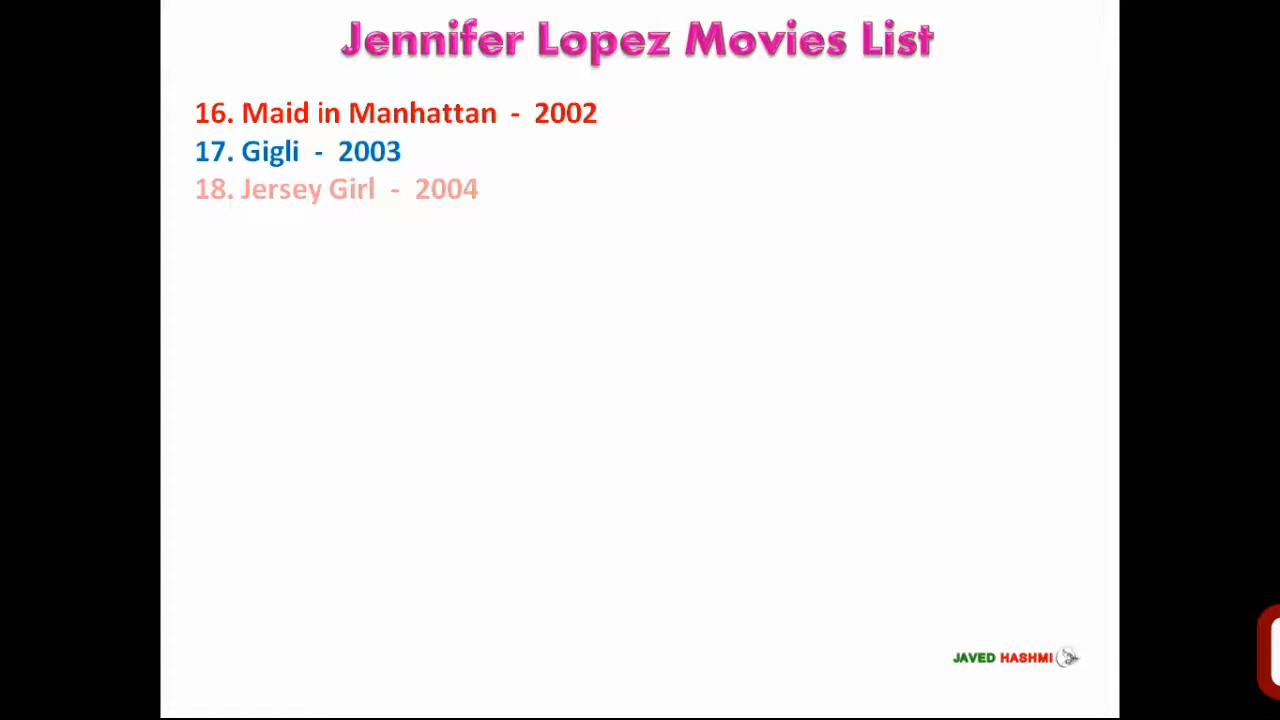 Jennifer Lopez Movies List
16. Maid in Manhattan - 2002
17. Gigli - 2003
18. Jersey Girl - 2004
JAVED HASHMI